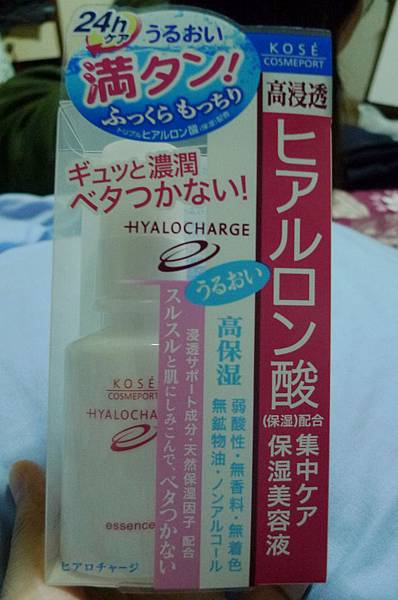 24h
ケア
うるおい
満タン!
ふっくら もっちり
トリプルヒアルロン酸(保湿)配合
KOSÉ
COSMEPORT
高浸透
ヒアルロン酸
(保湿)配合
集中ケア
保湿美容液
ギュッと濃潤
ベタつかない!
HYALOCHARGE
うるおい
高保湿
弱酸性・無香料・無着色
無鉱物油・ノンアルコール
浸透サポート成分・天然保湿因子 配合
スルスルと肌にしみこんで、ベタつかない
KOSÉ
COSMEPORT
HYALOCHA
essence
ヒアロチャージ